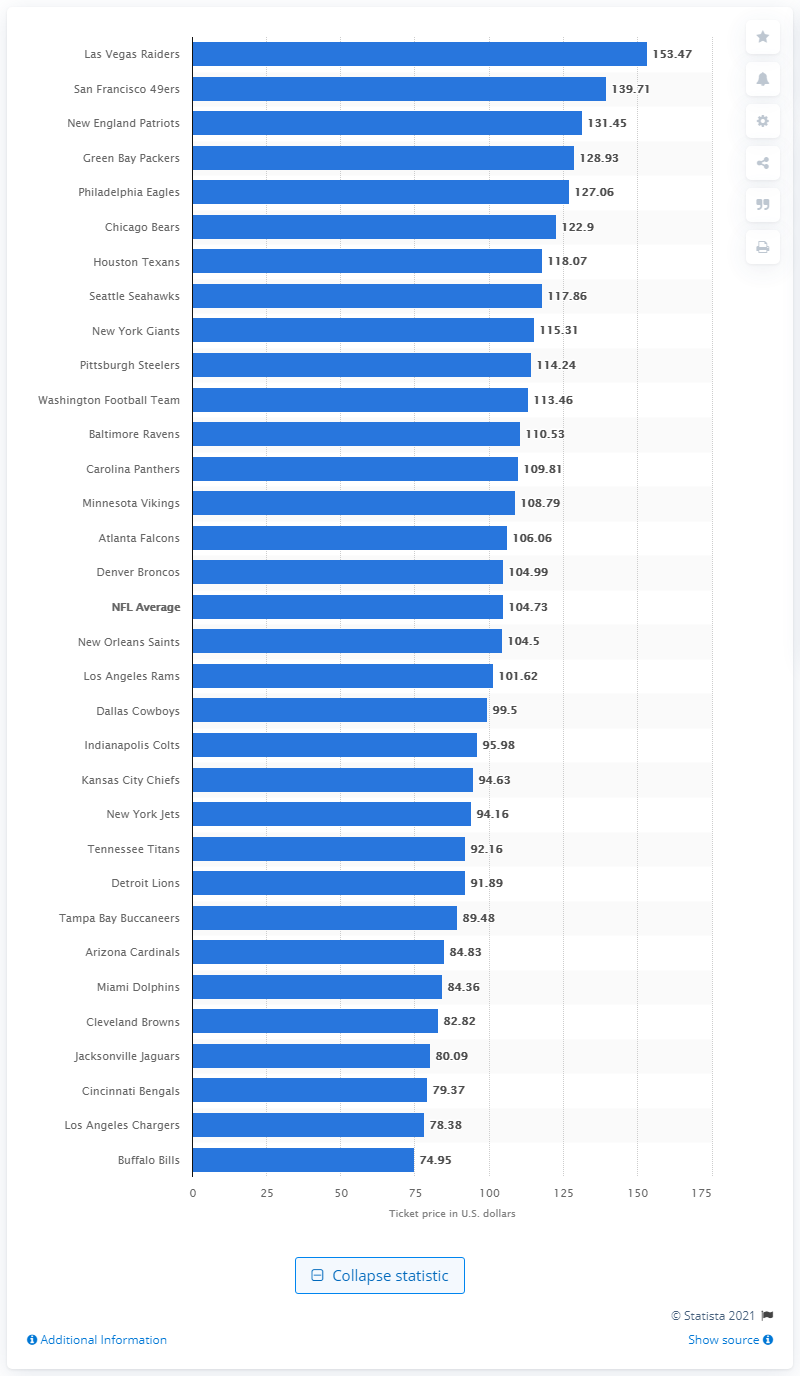 Las Vegas Raiders 153.47
San Francisco 49ers 139.71
New England Patriots 131.45
Green Bay Packers 128.93
Philadelphia Eagles 127.06
Chicago Bears 122.9
Houston Texans 118.07
Seattle Seahawks 117.86
New York Giants 115.31
Pittsburgh Steelers 114.24
Washington Football Team 113.46
Baltimore Ravens 110.53
Carolina Panthers 109.81
Minnesota Vikings 108.79
Atlanta Falcons 106.06
Denver Broncos 104.99
NFL Average 104.73
New Orleans Saints 104.5
Los Angeles Rams 101.62
Dallas Cowboys 99.5
Indianapolis Colts 95.98
Kansas City Chiefs 94.63
New York Jets 94.16
Tennessee Titans 92.16
Detroit Lions 91.89
Tampa Bay Buccaneers 89.48
Arizona Cardinals 84.83
Miami Dolphins 84.36
Cleveland Browns 82.82
Jacksonville Jaguars 80.09
Cincinnati Bengals 79.37
Los Angeles Chargers 78.38
Buffalo Bills 74.95
0 25 50 75 100 125 150 175
Ticket price in U.S. dollars
Collapse statistic
© Statista 2021
Additional Information Show source